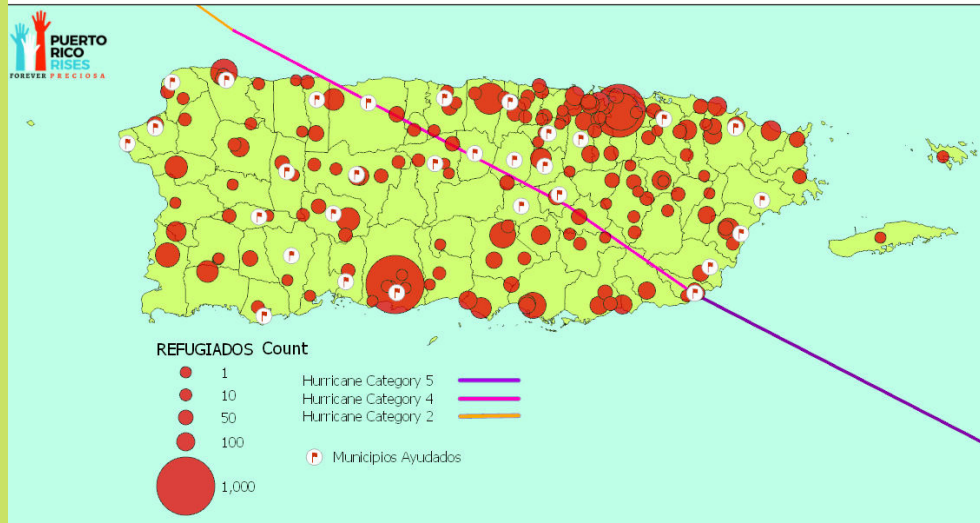 PUERTO
RICO
RISES
FOREVER PRECIOSA
REFUGIADOS Count
1
10
50
100
1,000
Hurricane Category 5
Hurricane Category 4
Hurricane Category 2
Municipios Ayudados